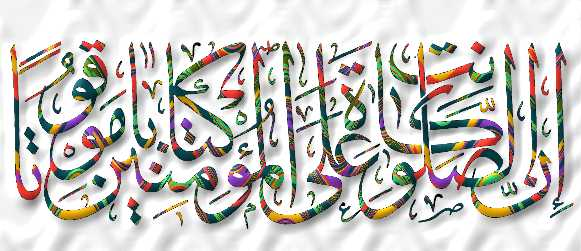 إن الصلوة كانت على المؤمنين كتابا موقوتا